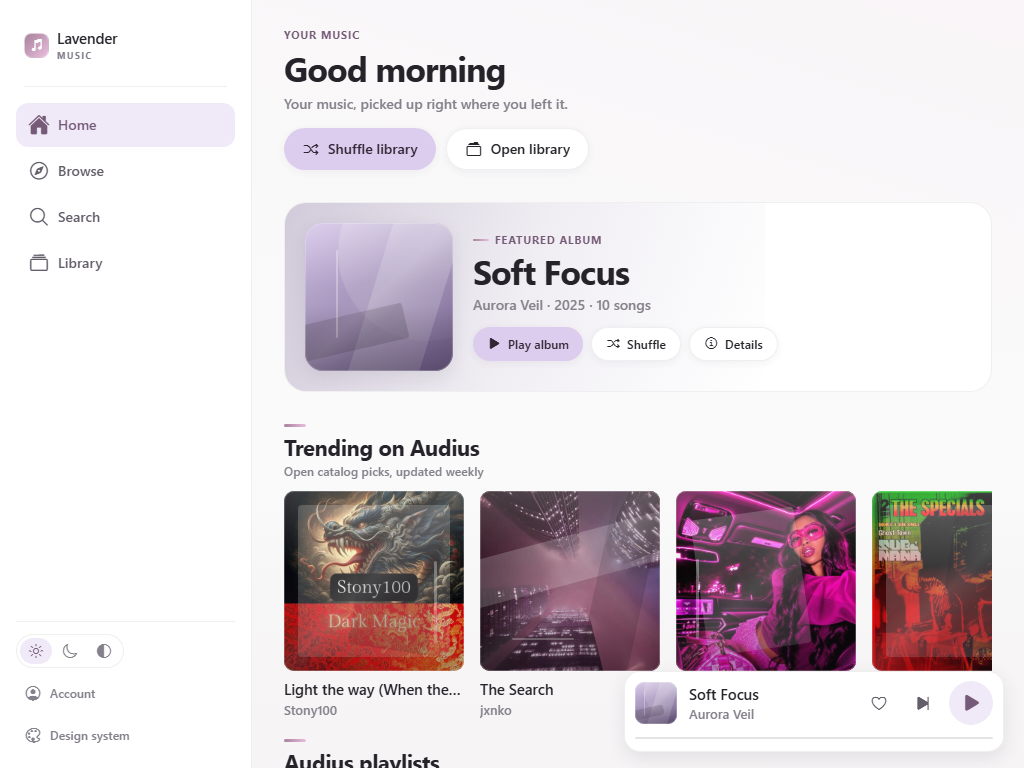 Lavender
MUSIC
Home
Browse
Search
Library
Account
Design system
YOUR MUSIC
Good morning
Your music, picked up right where you left it.
Shuffle library
Open library
FEATURED ALBUM
Soft Focus
Aurora Veil · 2025 · 10 songs
Play album
Shuffle
Details
Trending on Audius
Open catalog picks, updated weekly
Stony100
Dark Magic
THE SPECIALS
Ghost Town
Light the way (When the...
Stony100
The Search
jxnko
Soft Focus
Aurora Veil
Audius playlists